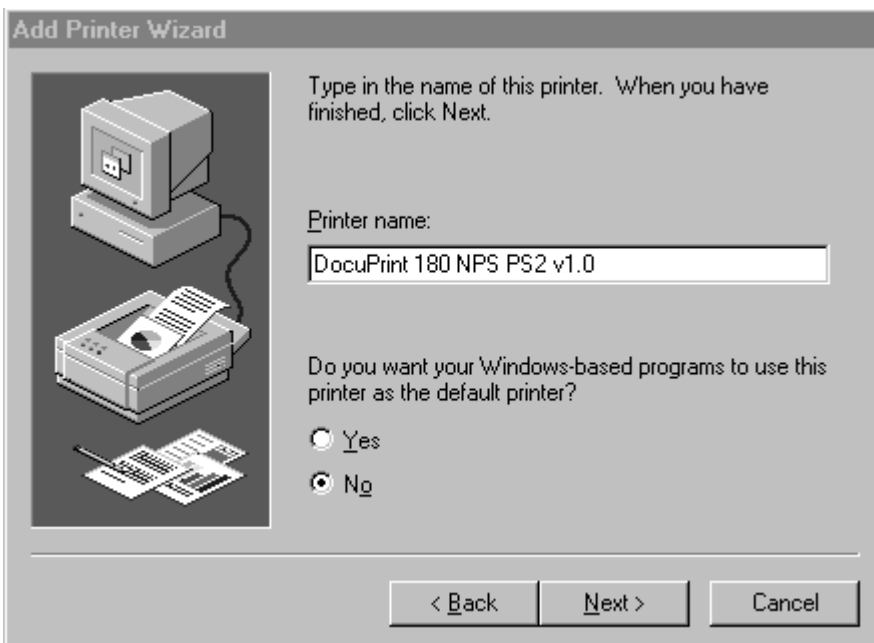 Add Printer Wizard
Type in the name of this printer.  When you have
finished, click Next.
Printer name:
DocuPrint 180 NPS PS2 v1.0
Do you want your Windows-based programs to use this
printer as the default printer?
Yes
No
< Back
Next >
Cancel